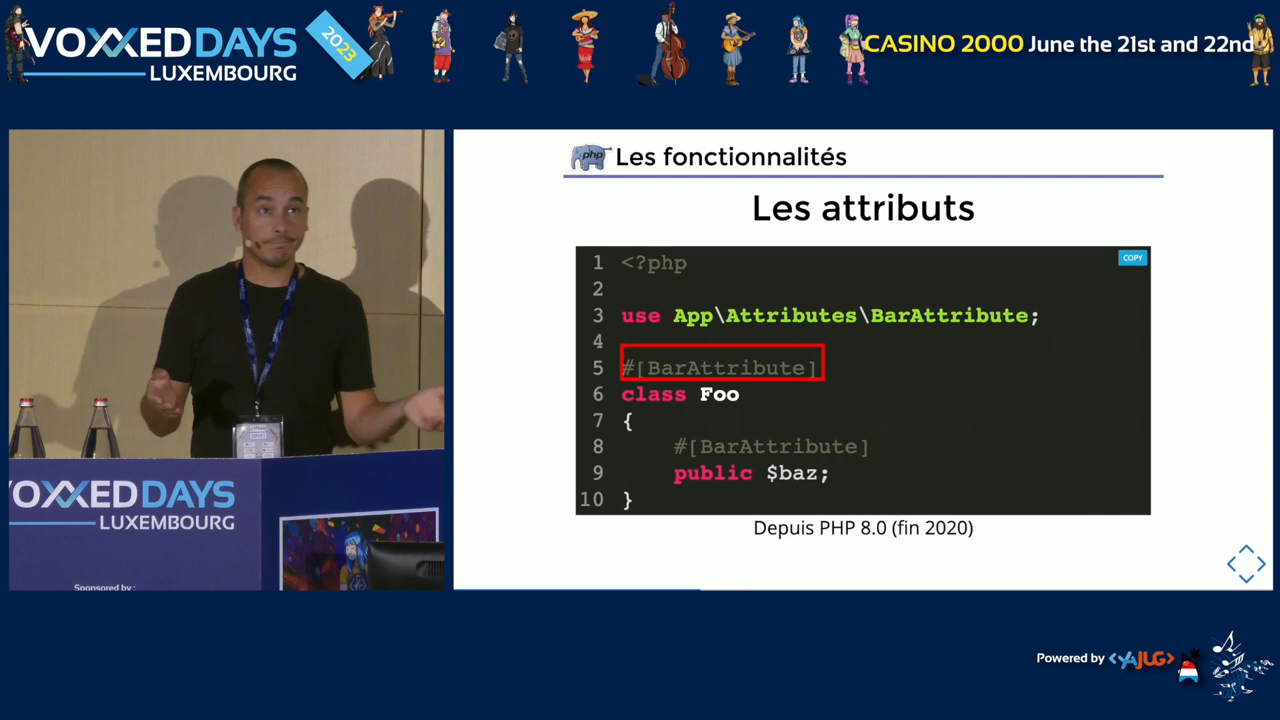 VOXXED DAYS
LUXEMBOURG
2023
CASINO 2000 June the 21st and 22nd
php
Les fonctionnalités
Les attributs
COPY
1 <?php
2
3 use App\Attributes\BarAttribute;
4
5 #[BarAttribute]
6 class Foo
7 {
8 #[BarAttribute]
9 public $baz;
10 }
Depuis PHP 8.0 (fin 2020)
VOXXED DAYS
LUXEMBOURG
Sponsored by :
Powered by <YAJUG>